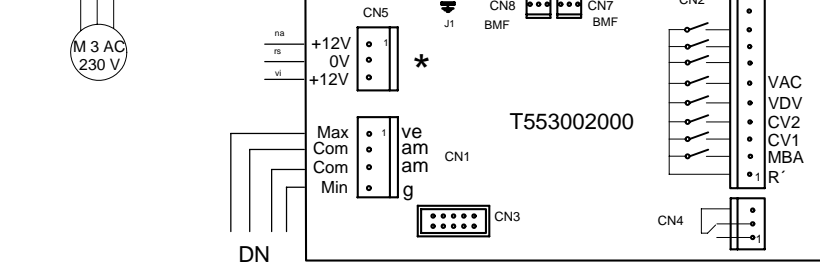 CN5
J1
CN8
BMF
CN7
BMF
CN2
M 3 AC
230 V
na
+12V
1
rs
0V
vi
+12V
*
VAC
VDV
CV2
CV1
MBA
1
R´
T553002000
Max
1
ve
Com
am
Com
am
Min
g
CN1
CN3
CN4
1
DN